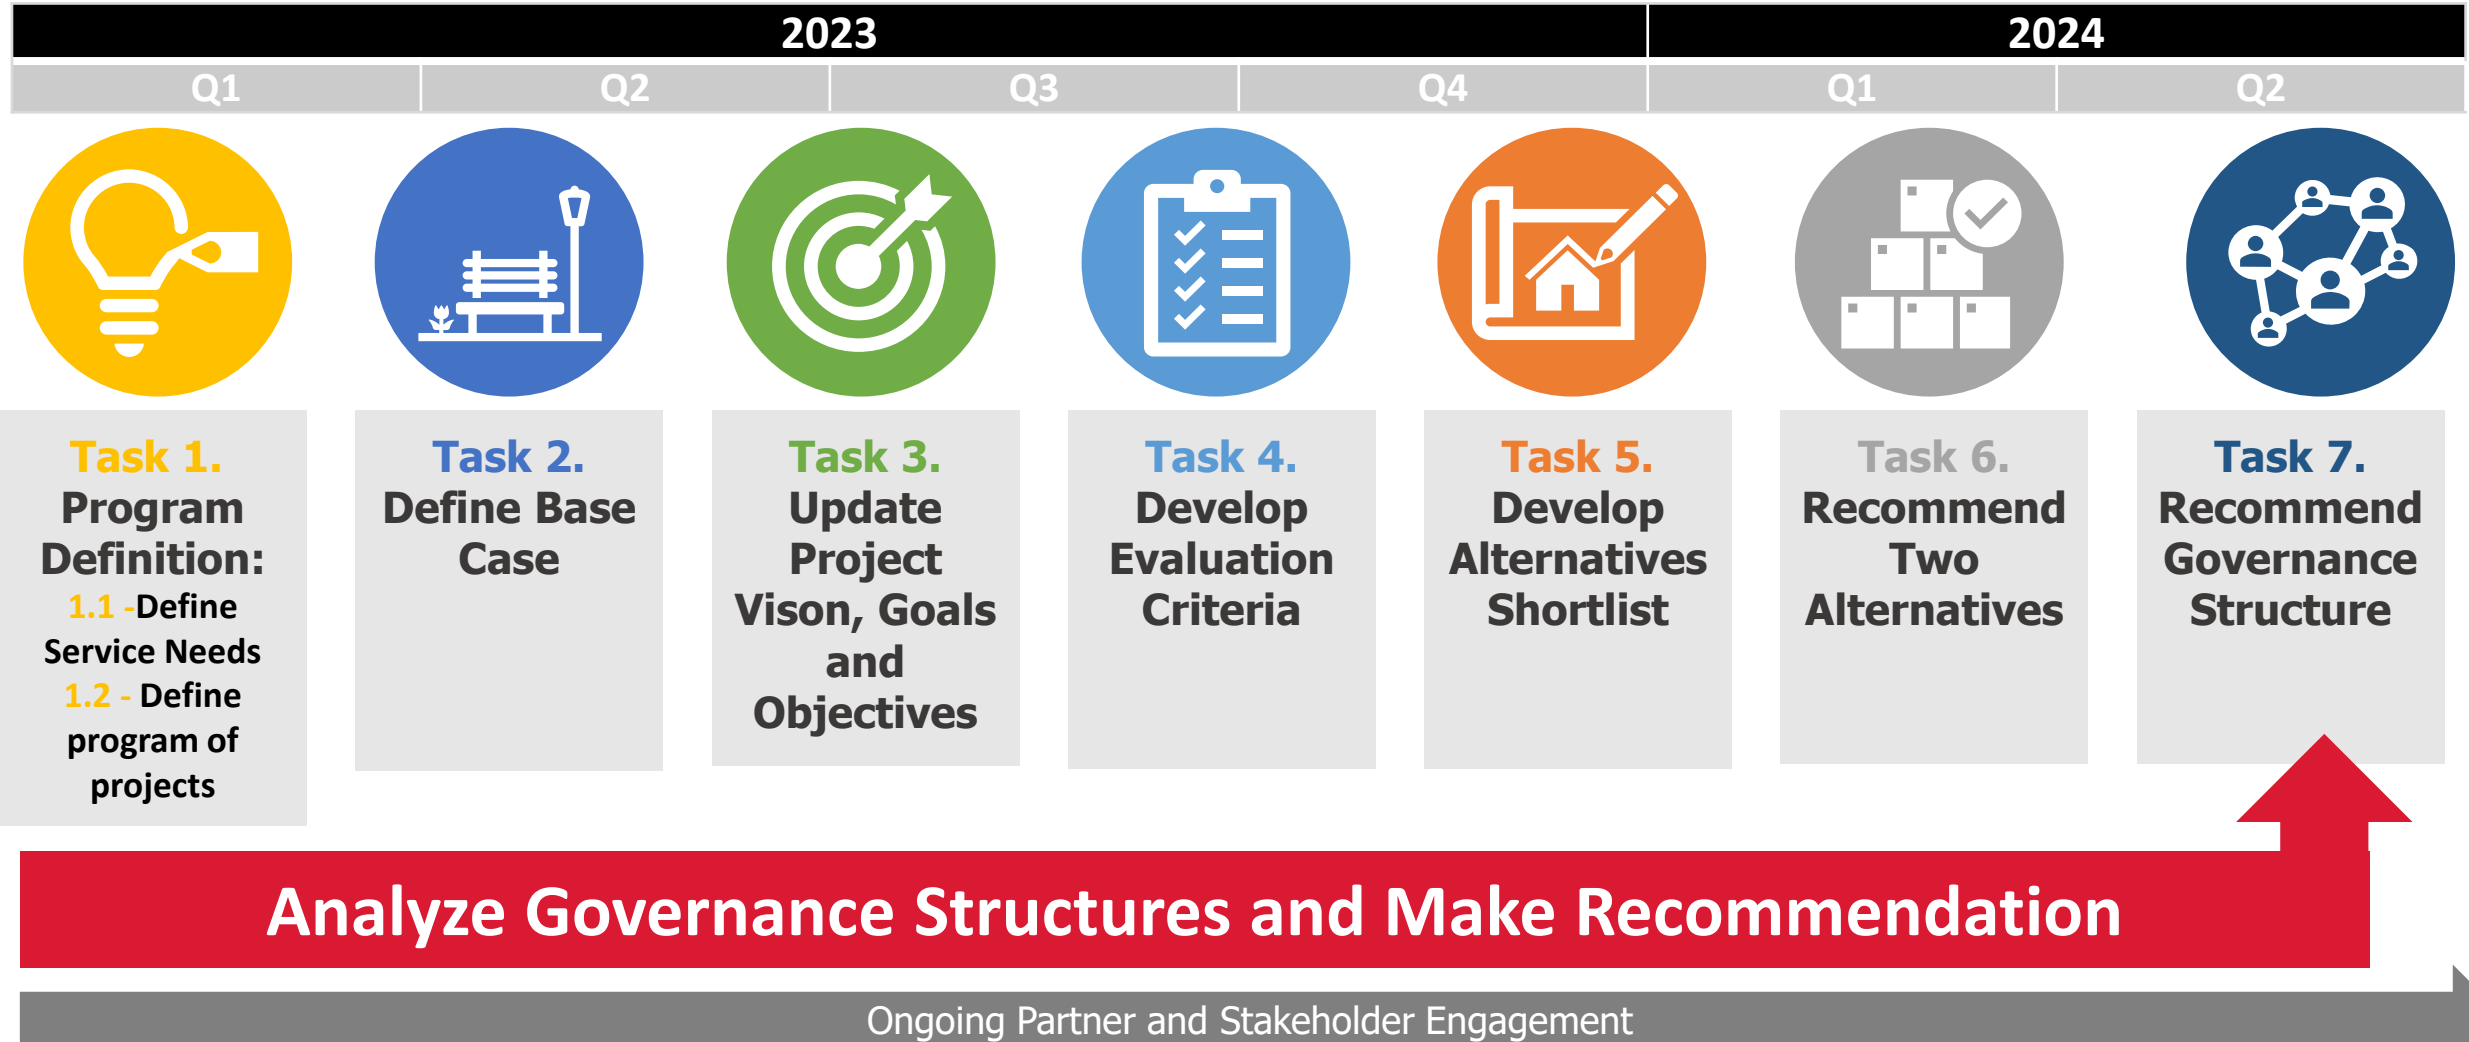 2023
2024
Q1
Q2
Q3
Q4
Q1
Q2
Task 1.
Program
Definition:
1.1 -Define
Service Needs
1.2 - Define
program of
projects
Task 2.
Define Base
Case
Task 3.
Update
Project
Vison, Goals
and
Objectives
Task 4.
Develop
Evaluation
Criteria
Task 5.
Develop
Alternatives
Shortlist
Task 6.
Recommend
Two
Alternatives
Task 7.
Recommend
Governance
Structure
Analyze Governance Structures and Make Recommendation
Ongoing Partner and Stakeholder Engagement